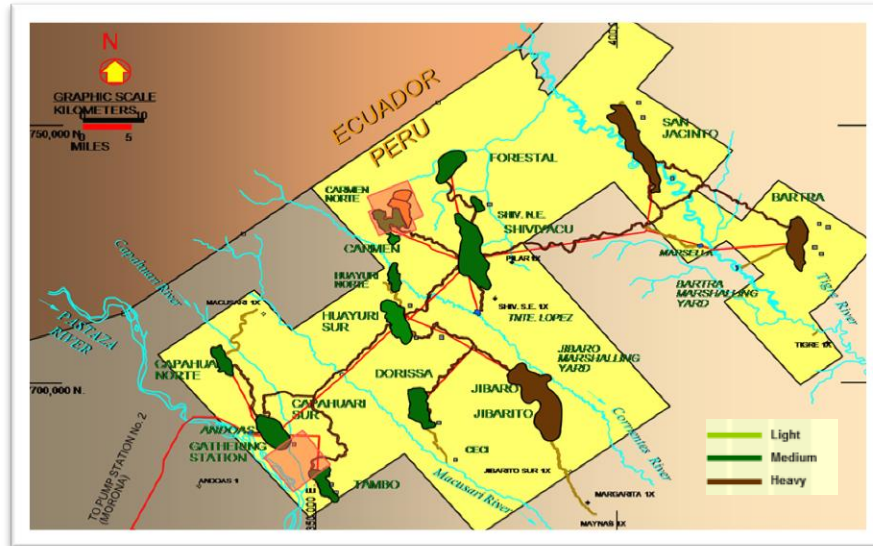 N
GRAPHIC SCALE
KILOMETERS
0 10
0 5
MILES
750,000 N.
ECUADOR
PERU
FORESTAL
SAN
JACINTO
CARMEN
NORTE
SHIV. N.E.
SHIVIYACU
BARTRA
CARMEN
PILAR 1X
MARSELLA
HUAYURI
NORTE
BARTRA
MARSHALLING
YARD
Capahuari River
MACUSARI 1X
SHIV. S.E. 1X
TNTE. LOPEZ
Tigre River
PASTAZA
RIVER
HUAYURI
SUR
TIGRE 1X
JIBARO
MARSHALLING
YARD
CAPAHUA
NORTE
DORISSA
700,000 N.
CAPAHUARI
SUR
JIBARO
JIBARITO
ANDOAS
GATHERING
STATION
Corrientes River
CECI
Light
Medium
Heavy
TO PUMP STATION No. 2
(MORONA)
ANDOAS 1
TAMBO
Macusari River
JIBARITO SUR 1X
MARGARITA 1X
350,000 E
MAYNAS 1X